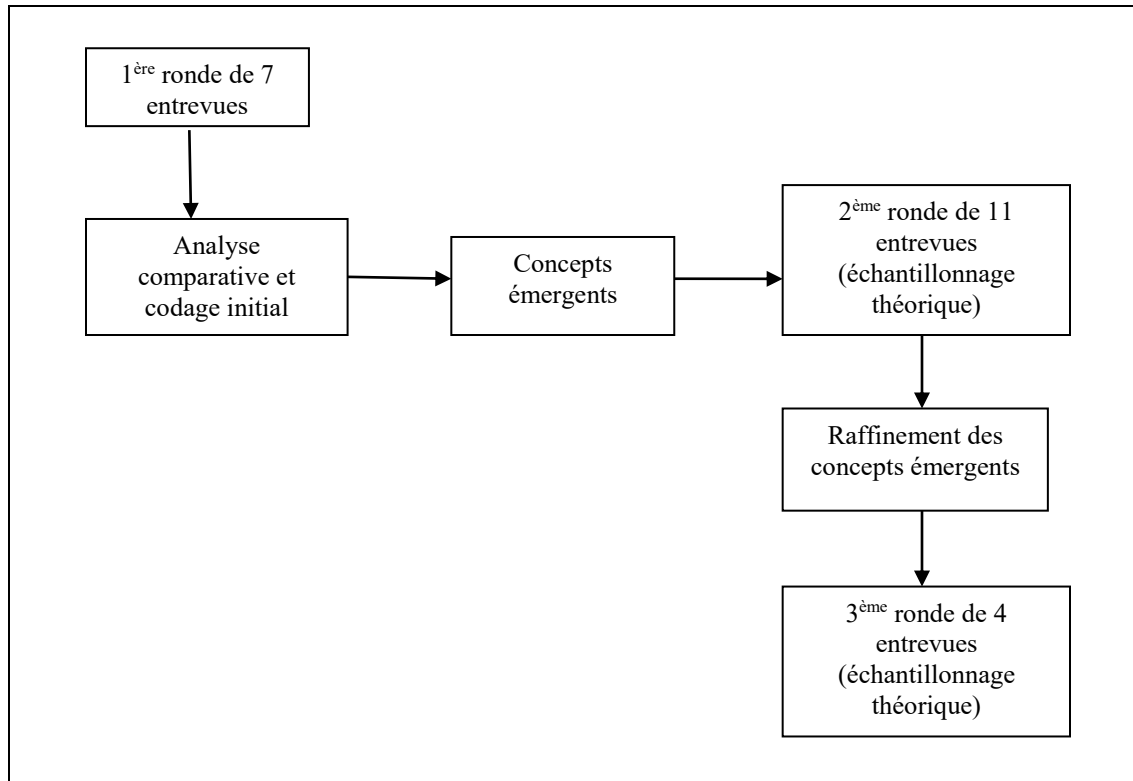 1ère ronde de 7
entrevues
Analyse
comparative et
codage initial
Concepts
émergents
2ème ronde de 11
entrevues
(échantillonnage
théorique)
Raffinement des
concepts émergents
3ème ronde de 4
entrevues
(échantillonnage
théorique)